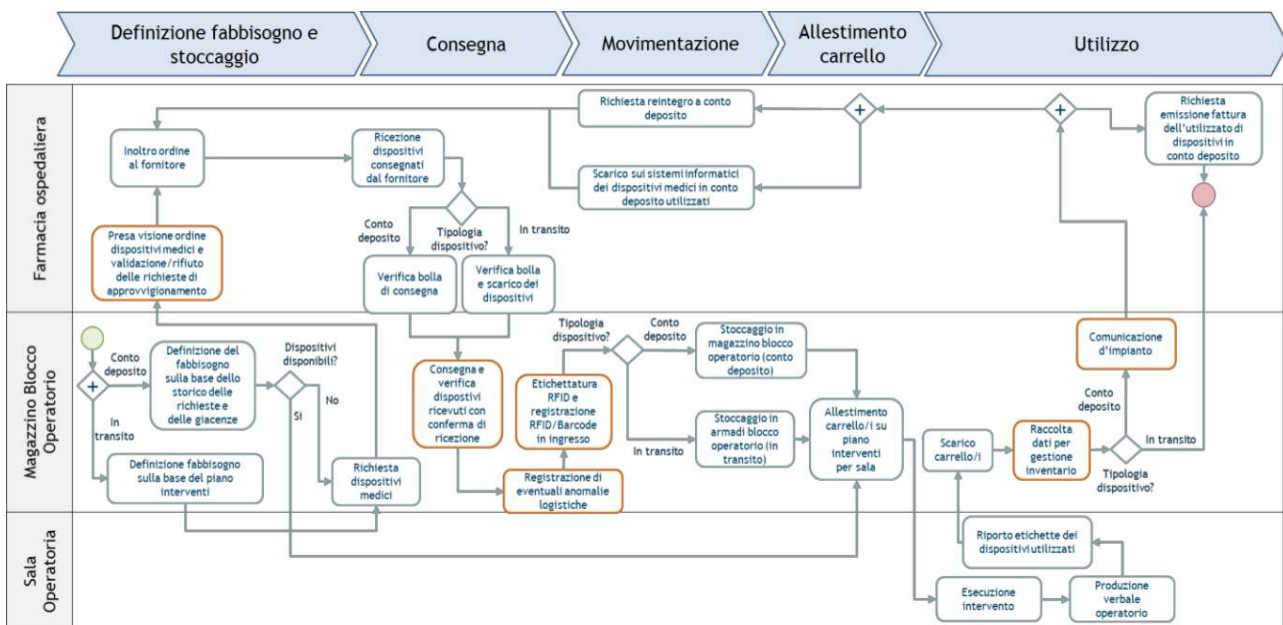 Definizione fabbisogno e
stoccaggio
Consegna
Movimentazione
Allestimento
carrello
Utilizzo
Farmacia ospedaliera
Inoltro ordine
al fornitore
Ricezione
dispositivi
consegnati
dal fornitore
Richiesta reintegro a conto
deposito
Scarico sui sistemi informatici
dei dispositivi medici in conto
deposito utilizzati
Richiesta
emissione fattura
dell'utilizzato di
dispositivi in
conto deposito
Presa visione ordine
dispositivi medici e
validazione/rifiuto
delle richieste di
approvvigionamento
Conto
deposito
Tipologia
dispositivo?
In transito
Verifica bolla
di consegna
Verifica bolla
e scarico dei
dispositivi
Magazzino Blocco
Operatorio
Conto
deposito
In
transito
Definizione del
fabbisogno
sulla base dello
storico delle
richieste e
delle giacenze
Dispositivi
disponibili?
No
Si
Definizione fabbisogno
sulla base del piano
interventi
Richiesta
dispositivi
medici
Consegna e
verifica
dispostivi
ricevuti con
conferma di
ricezione
Registrazione
di eventuali anomalie
logistiche
Etichettatura
RFID e
registrazione
RFID/Barcode
in ingresso
Tipologia
dispositivo?
Conto
deposito
In transito
Stoccaggio in
magazzino blocco
operatorio (conto
deposito)
Stoccaggio in
armadi blocco
operatorio (in
transito)
Allestimento
carrello/i su
piano
interventi
per sala
Scarico
carrello/i
Raccolta
dati per
gestione
inventario
Comunicazione
d'impianto
Conto
deposito
In transito
Tipologia
dispositivo?
Sala
Operatoria
Riporto etichette dei
dispositivi utilizzati
Esecuzione
intervento
Produzione
verbale
operatorio